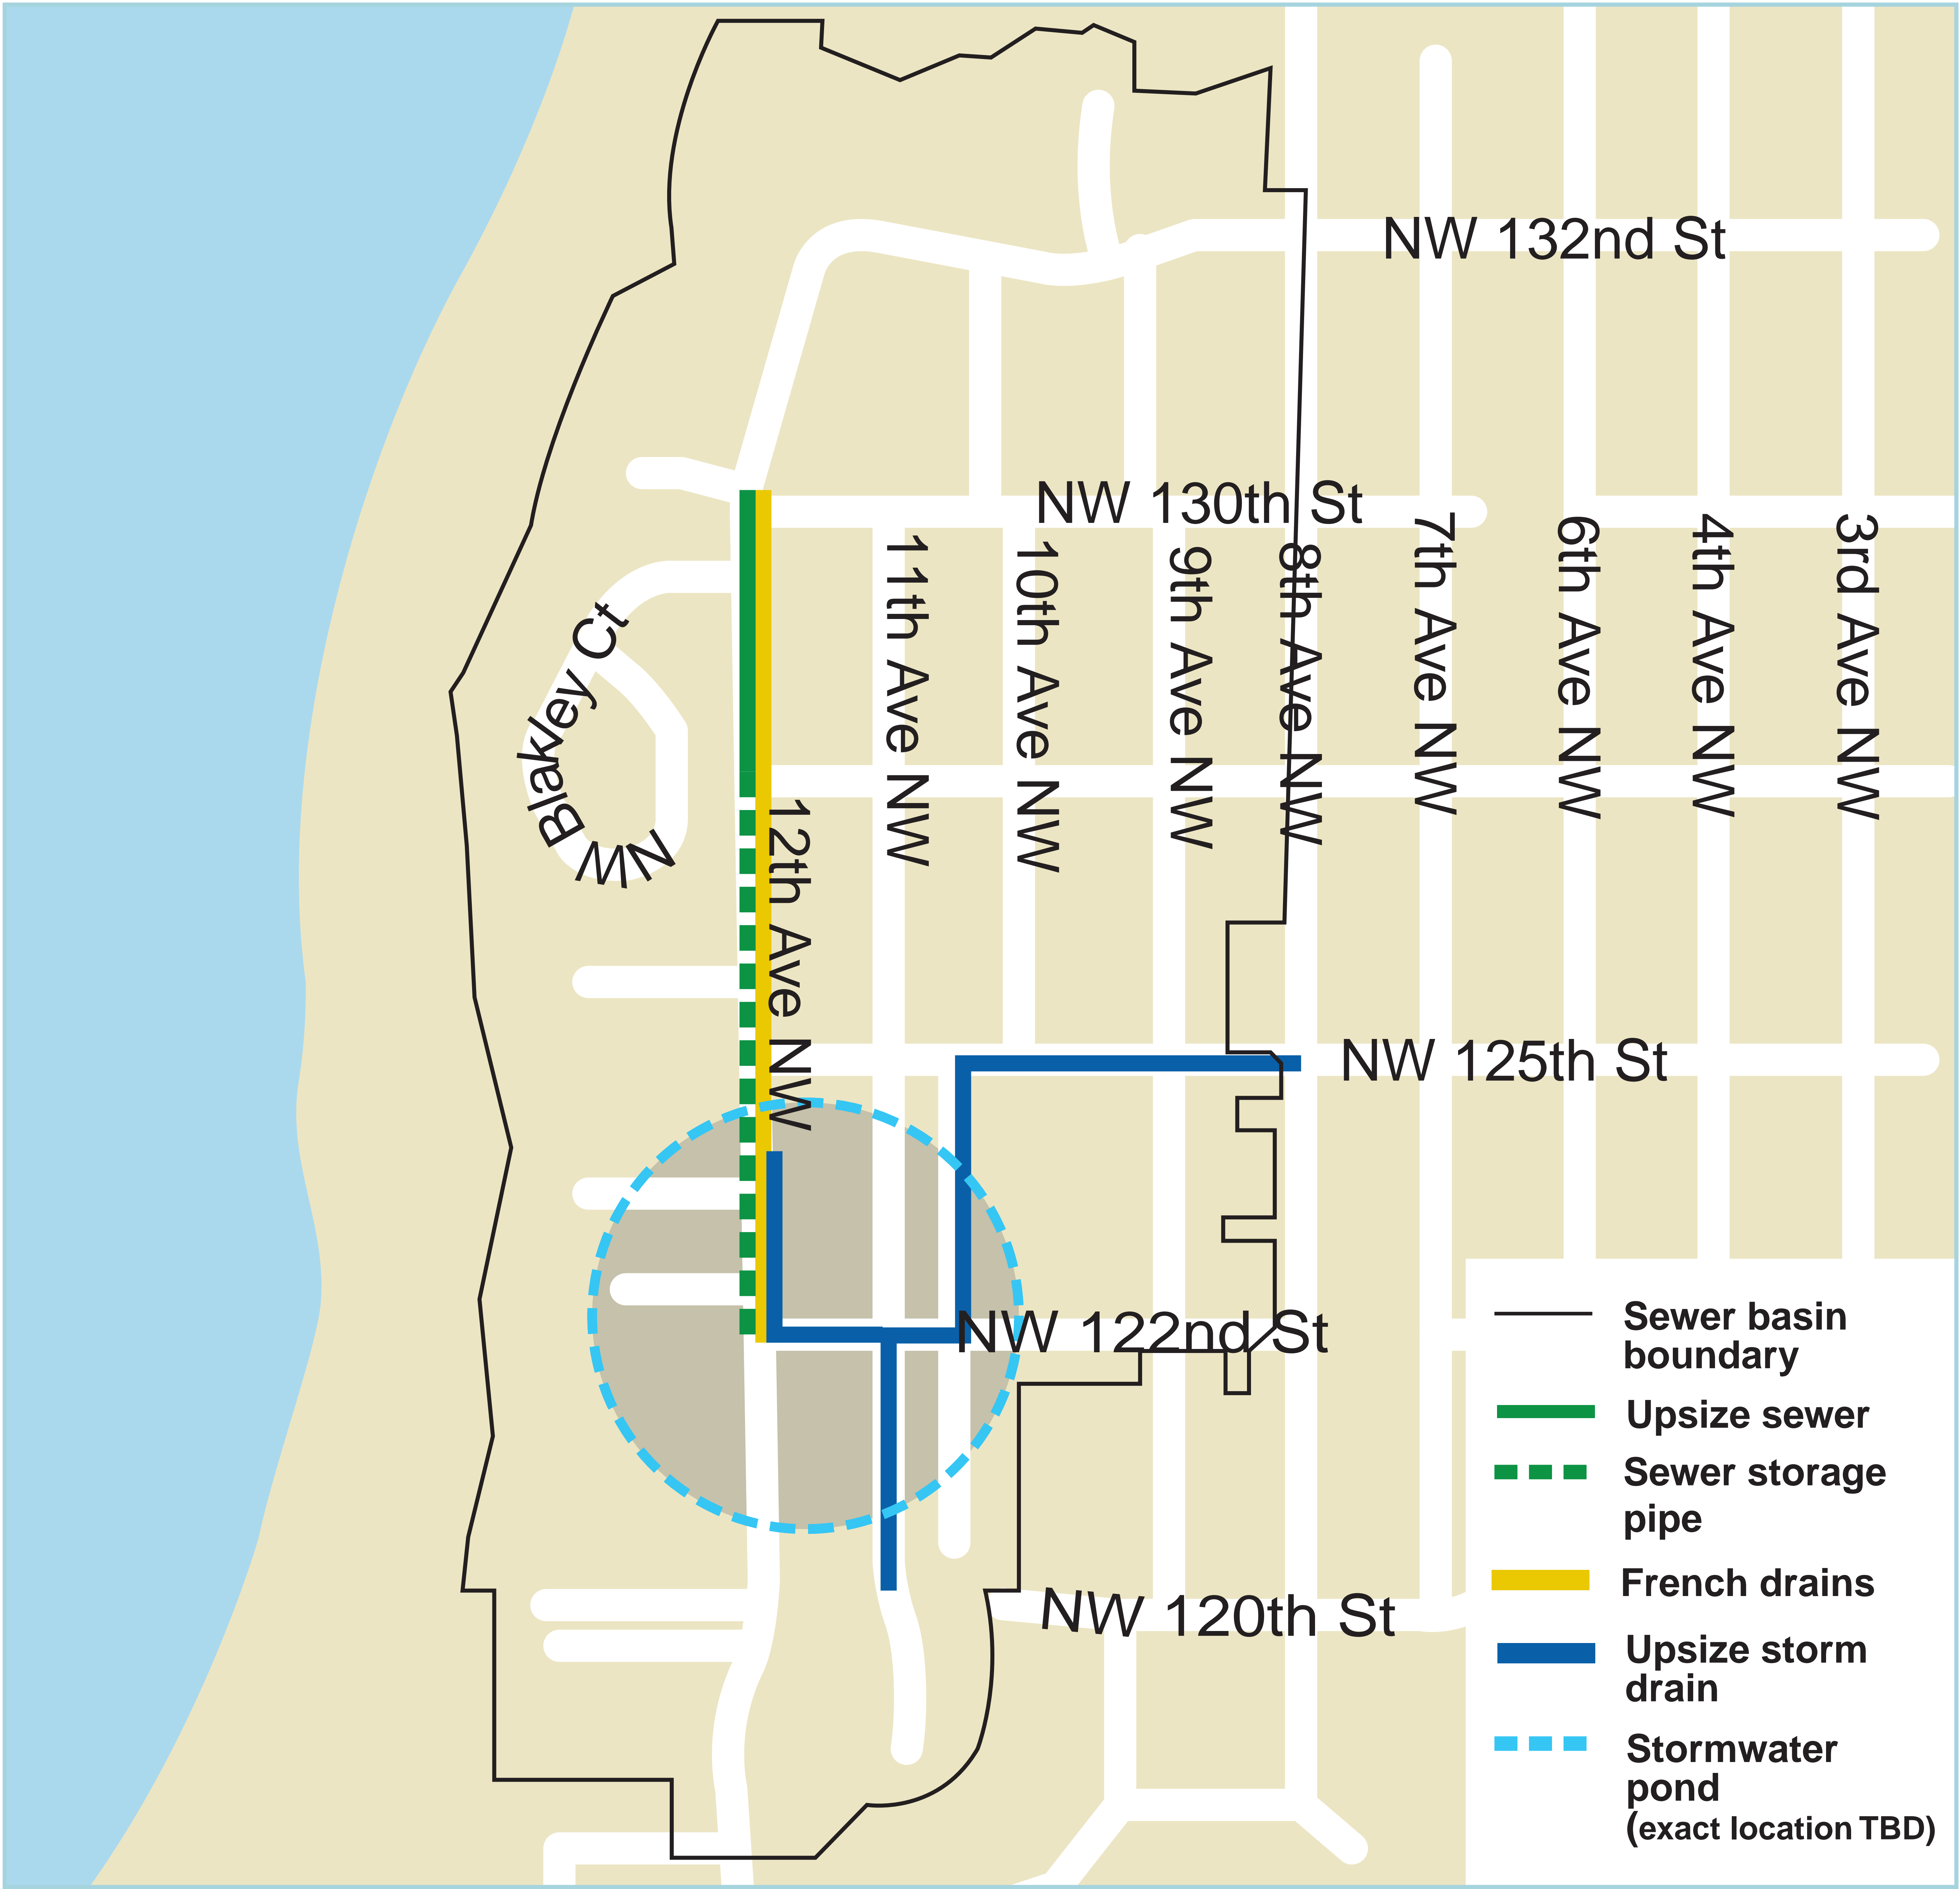 NW 132nd St
NW 130th St
Blakley Ct NW
12th Ave NW
11th Ave NW
10th Ave NW
9th Ave NW
8th Ave NW
7th Ave NW
6th Ave NW
4th Ave NW
3rd Ave NW
NW 125th St
NW 122nd St
NW 120th St
Sewer basin
boundary
Upsize sewer
Sewer storage
pipe
French drains
Upsize storm
drain
Stormwater
pond
(exact location TBD)